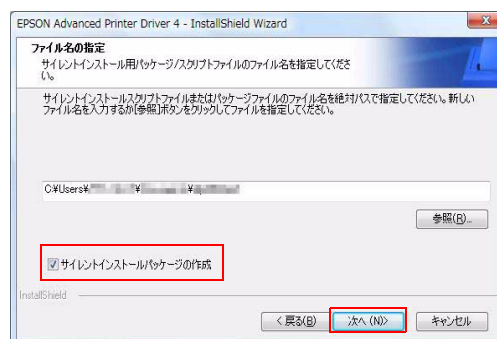 EPSON Advanced Printer Driver 4 - InstallShield Wizard
ファイル名の指定
サイレントインストール用パッケージ/スクリプトファイルのファイル名を指定してくださ
い。
サイレントインストールスクリプトファイルまたはパッケージファイルのファイル名を絶対パスで指定してください。新しい
ファイル名を入力するか[参照]ボタンをクリックしてファイルを指定してください。
C:¥Users¥
参照(R)...
サイレントインストールパッケージの作成
InstallShield
< 戻る(B)
次へ (N)>
キャンセル